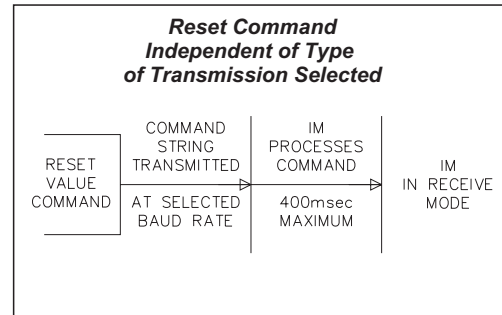 Reset Command
Independent of Type
of Transmission Selected
RESET
VALUE
COMMAND
COMMAND
STRING
TRANSMITTED
AT SELECTED
BAUD RATE
IM
PROCESSES
COMMAND
400msec
MAXIMUM
IM
IN RECEIVE
MODE